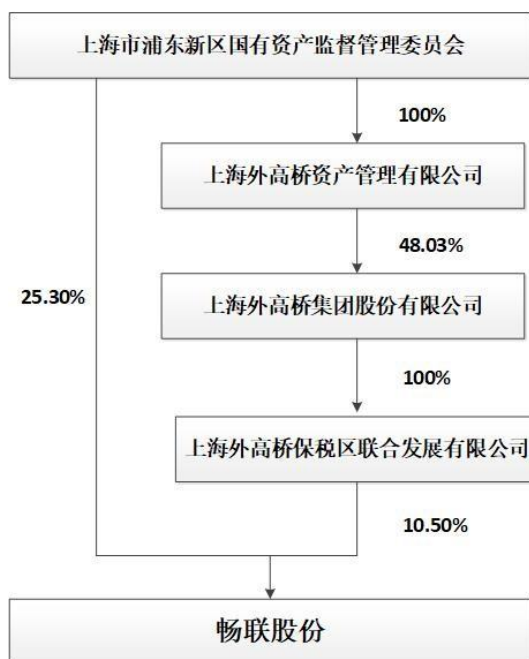 上海市浦东新区国有资产监督管理委员会
100%
上海外高桥资产管理有限公司
48.03%
25.30%
上海外高桥集团股份有限公司
100%
上海外高桥保税区联合发展有限公司
10.50%
畅联股份